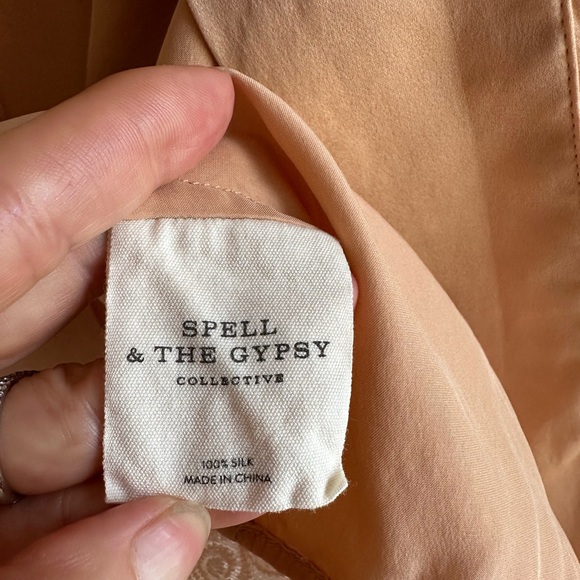 SPELL
& THE GYPSY
COLLECTIVE
100% SILK
MADE IN CHINA